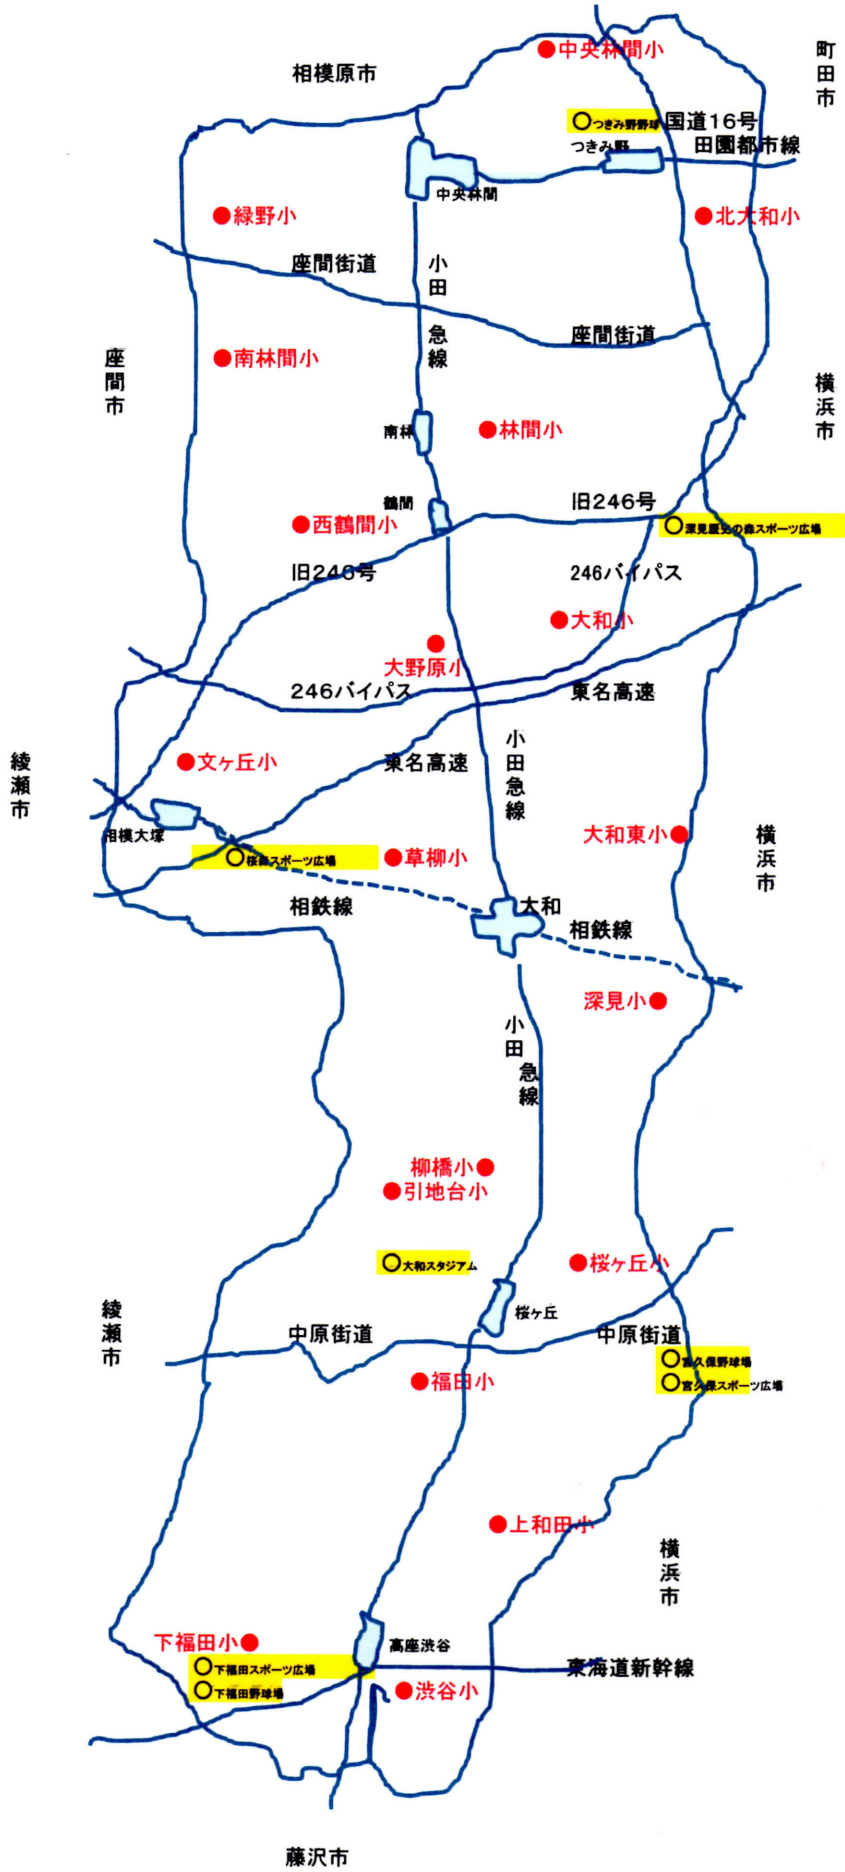 町田市
中央林間小
相模原市
つきみ野野球
国道16号
つきみ野
田園都市線
中央林間
緑野小
北大和小
座間街道
小田急線
座間街道
座間市
南林間小
横浜市
南林
林間小
鶴間
旧246号
西鶴間小
深見歴史の森スポーツ広場
旧246号
246バイパス
大和小
大野原小
246バイパス
東名高速
小田急線
綾瀬市
文ヶ丘小
東名高速
相模大塚
大和東小
横浜市
桜森スポーツ広場
草柳小
相鉄線
大和
相鉄線
深見小
小田急線
柳橋小
引地台小
大和スタジアム
桜ヶ丘小
綾瀬市
桜ヶ丘
中原街道
中原街道
宮久保野球場
宮久保スポーツ広場
福田小
上和田小
横浜市
下福田小
高座渋谷
下福田スポーツ広場
東海道新幹線
下福田野球場
渋谷小
藤沢市